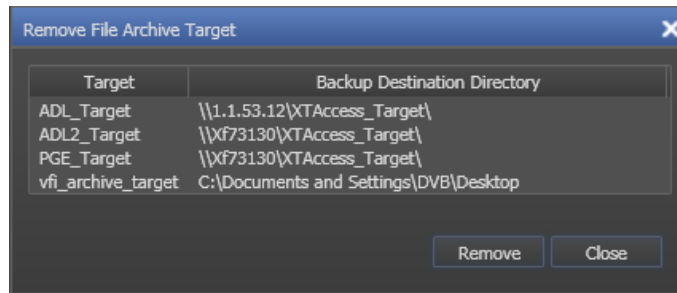 Remove File Archive Target
Target Backup Destination Directory
ADL_Target \\1.1.53.12\XTAccess_Target\
ADL2_Target \\Xf73130\XTAccess_Target\
PGE_Target \\Xf73130\XTAccess_Target\
vfi_archive_target C:\Documents and Settings\DVB\Desktop
Remove Close